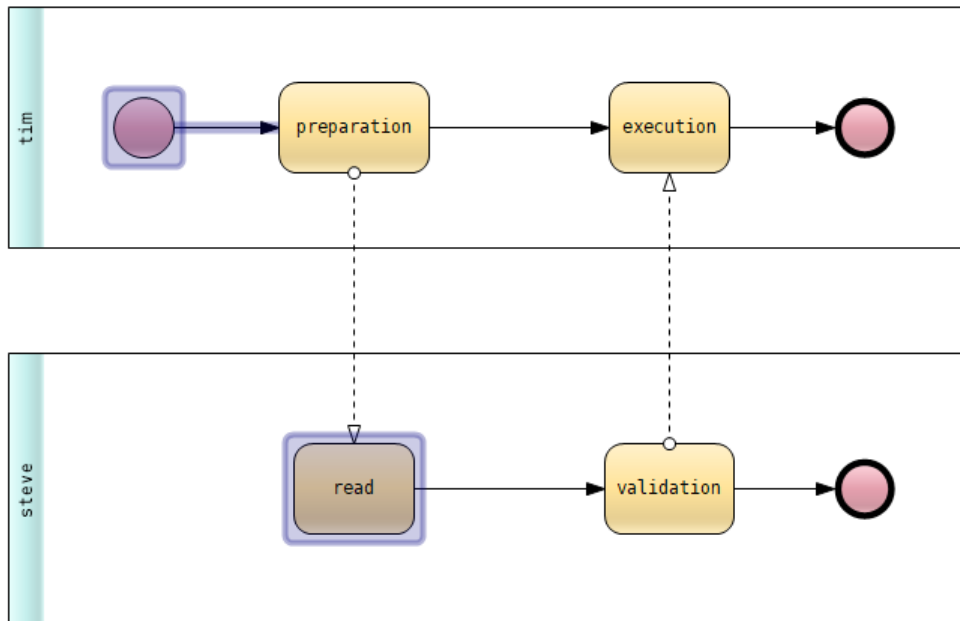 tim
preparation
execution
steve
read
validation